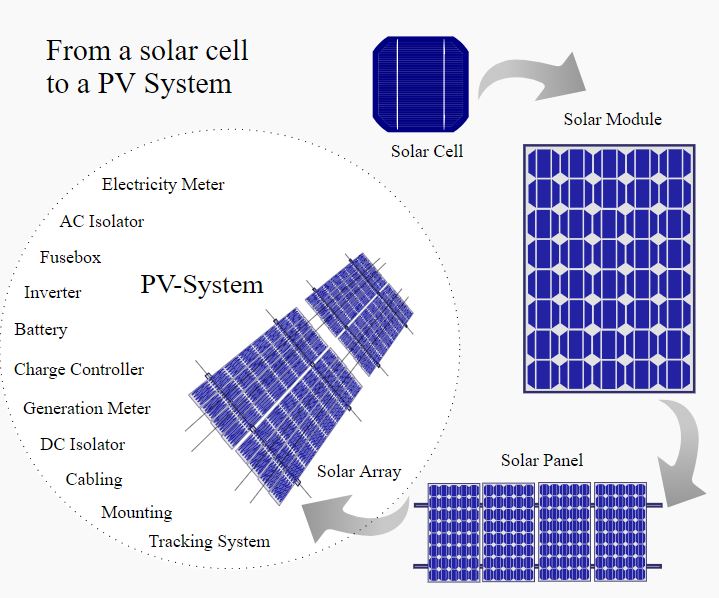 From a solar cell
to a PV System
Solar Cell
Solar Module
Electricity Meter
AC Isolator
Fusebox
Inverter
PV-System
Battery
Charge Controller
Generation Meter
DC Isolator
Cabling
Mounting
Tracking System
Solar Array
Solar Panel